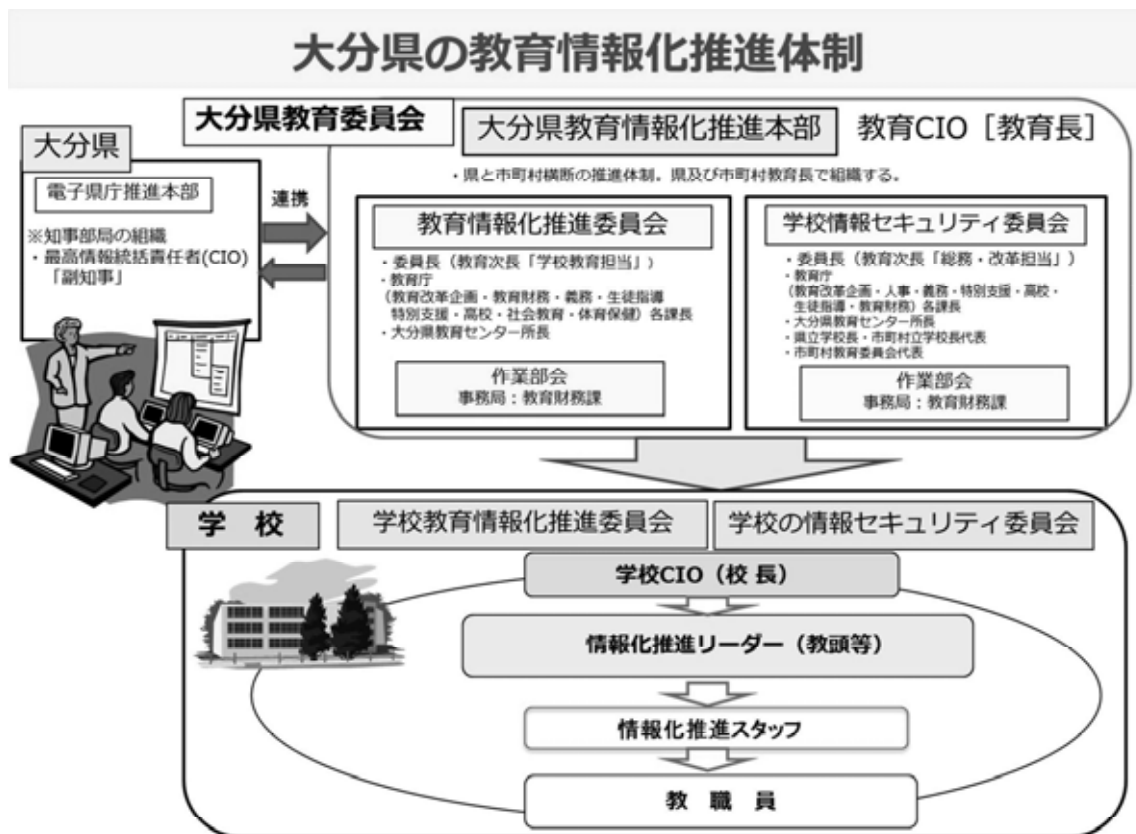 大分県の教育情報化推進体制
大分県
電子県庁推進本部
※知事部局の組織
・最高情報統括責任者(CIO)
「副知事」
連携
大分県教育委員会
大分県教育情報化推進本部
教育CIO［教育長］
・県と市町村横断の推進体制。県及び市町村教育長で組織する。
教育情報化推進委員会
・委員長（教育次長「学校教育担当」）
・教育庁
（教育改革企画・教育財務・義務・生徒指導
特別支援・高校・社会教育・体育保健）各課長
・大分県教育センター所長
作業部会
事務局：教育財務課
学校情報セキュリティ委員会
・委員長（教育次長「総務・改革担当」）
・教育庁
（教育改革企画・人事・義務・特別支援・高校・
生徒指導・教育財務）各課長
・大分県教育センター所長
・県立学校長・市町村立学校長代表
・市町村教育委員会代表
作業部会
事務局：教育財務課
学　校
学校教育情報化推進委員会
学校の情報セキュリティ委員会
学校CIO（校 長）
情報化推進リーダー（教頭等）
情報化推進スタッフ
教　職　員